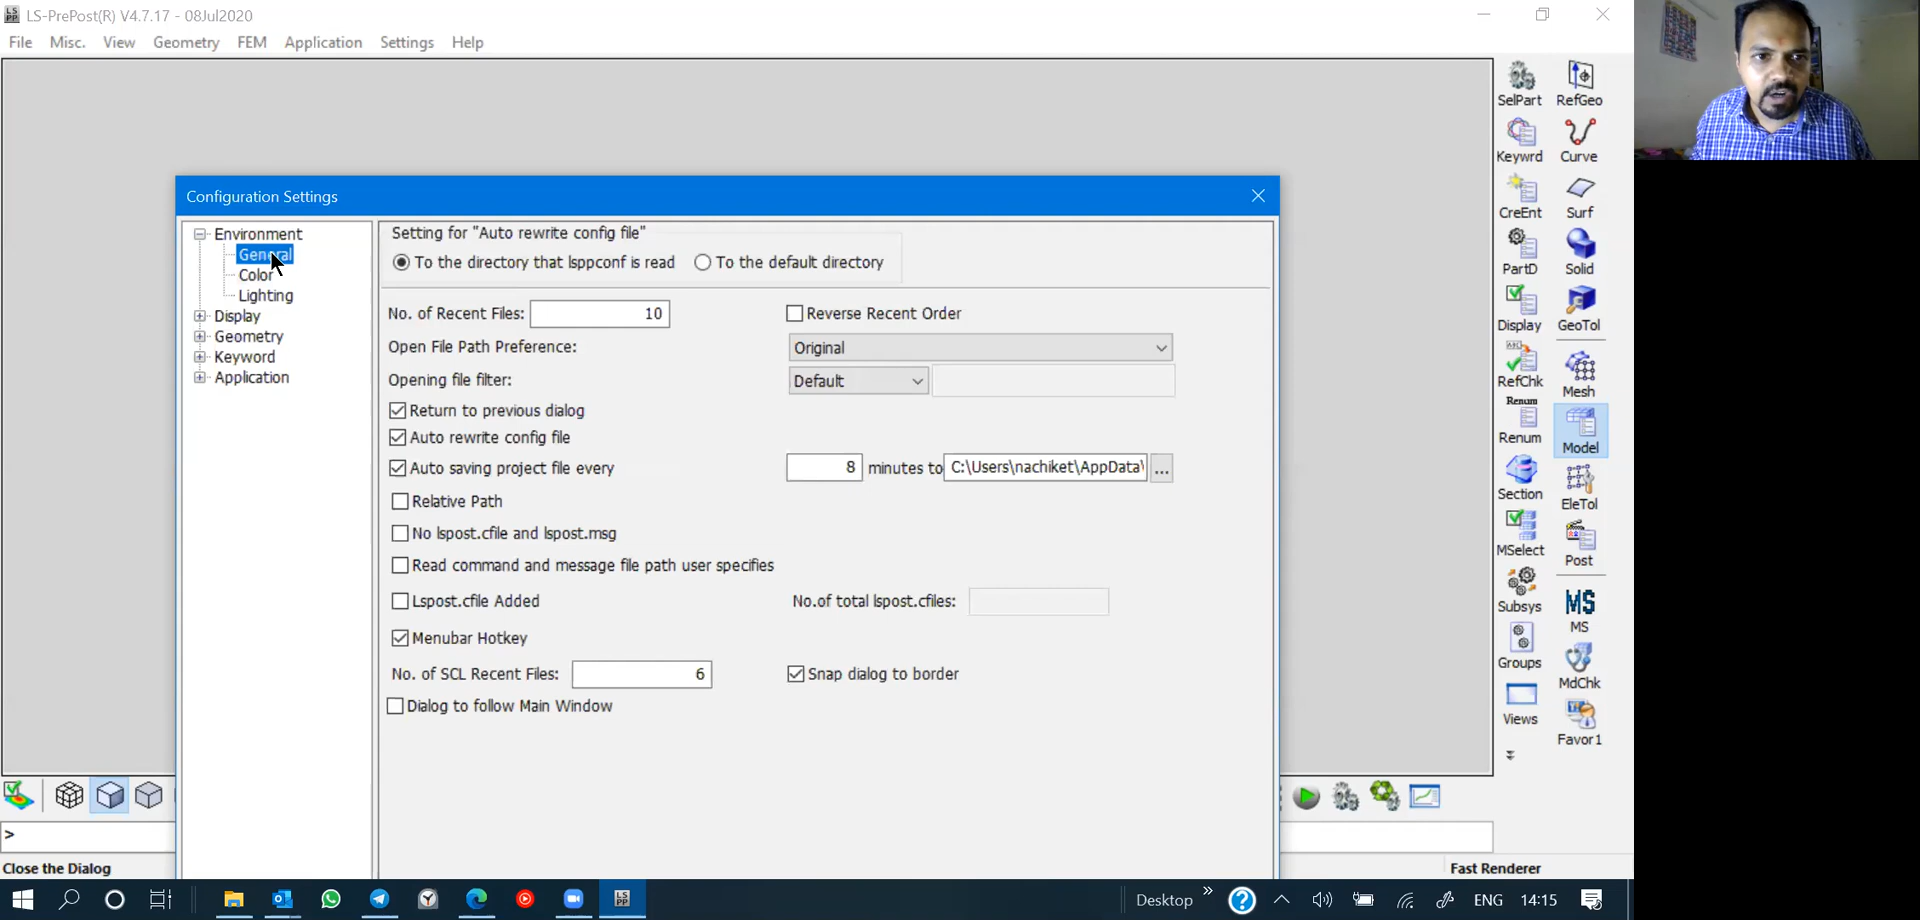 LS-PrePost(R) V4.7.17 - 08Jul2020
File Misc. View Geometry FEM Application Settings Help
Configuration Settings
Environment
General
Color
Lighting
Display
Geometry
Keyword
Application
Setting for "Auto rewrite config file"
To the directory that lsppconf is read To the default directory
No. of Recent Files: 10 Reverse Recent Order
Open File Path Preference: Original
Opening file filter: Default
Return to previous dialog
Auto rewrite config file
Auto saving project file every 8 minutes to C:\Users\nachiket\AppData\ ...
Relative Path
No lspost.cfile and lspost.msg
Read command and message file path user specifies
Lspost.cfile Added No.of total lspost.cfiles:
Menubar Hotkey
No. of SCL Recent Files: 6 Snap dialog to border
Dialog to follow Main Window
SelPart RefGeo
Keywrd Curve
CreEnt Surf
PartD Solid
Display GeoTol
RefChk Mesh
Renum
Renum Model
Section EleTol
MSelect Post
Subsys MS
MS
Groups MdChk
Views Favor1
>
Close the Dialog Fast Renderer
LS
PP
Desktop » ENG 14:15